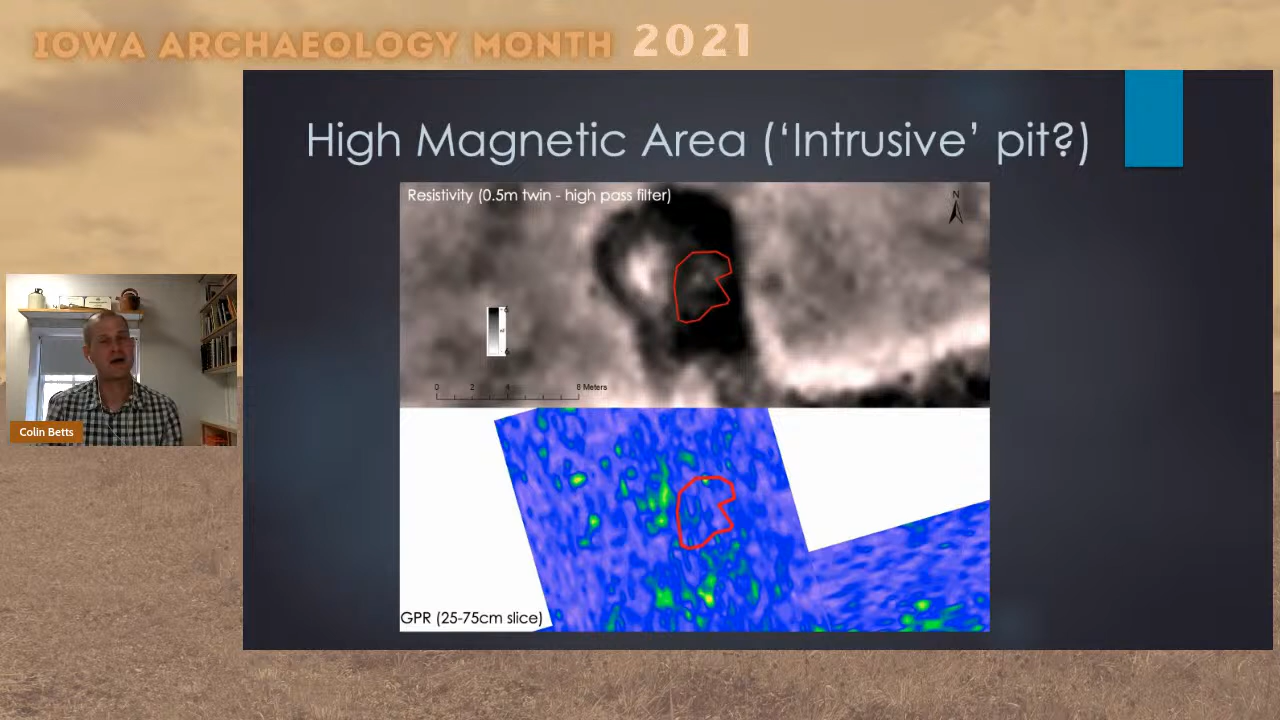 IOWA ARCHAEOLOGY MONTH 2021
High Magnetic Area (‘Intrusive’ pit?)
Resistivity (0.5m twin - high pass filter)
N
0 2 4 8 Meters
Colin Betts
GPR (25-75cm slice)